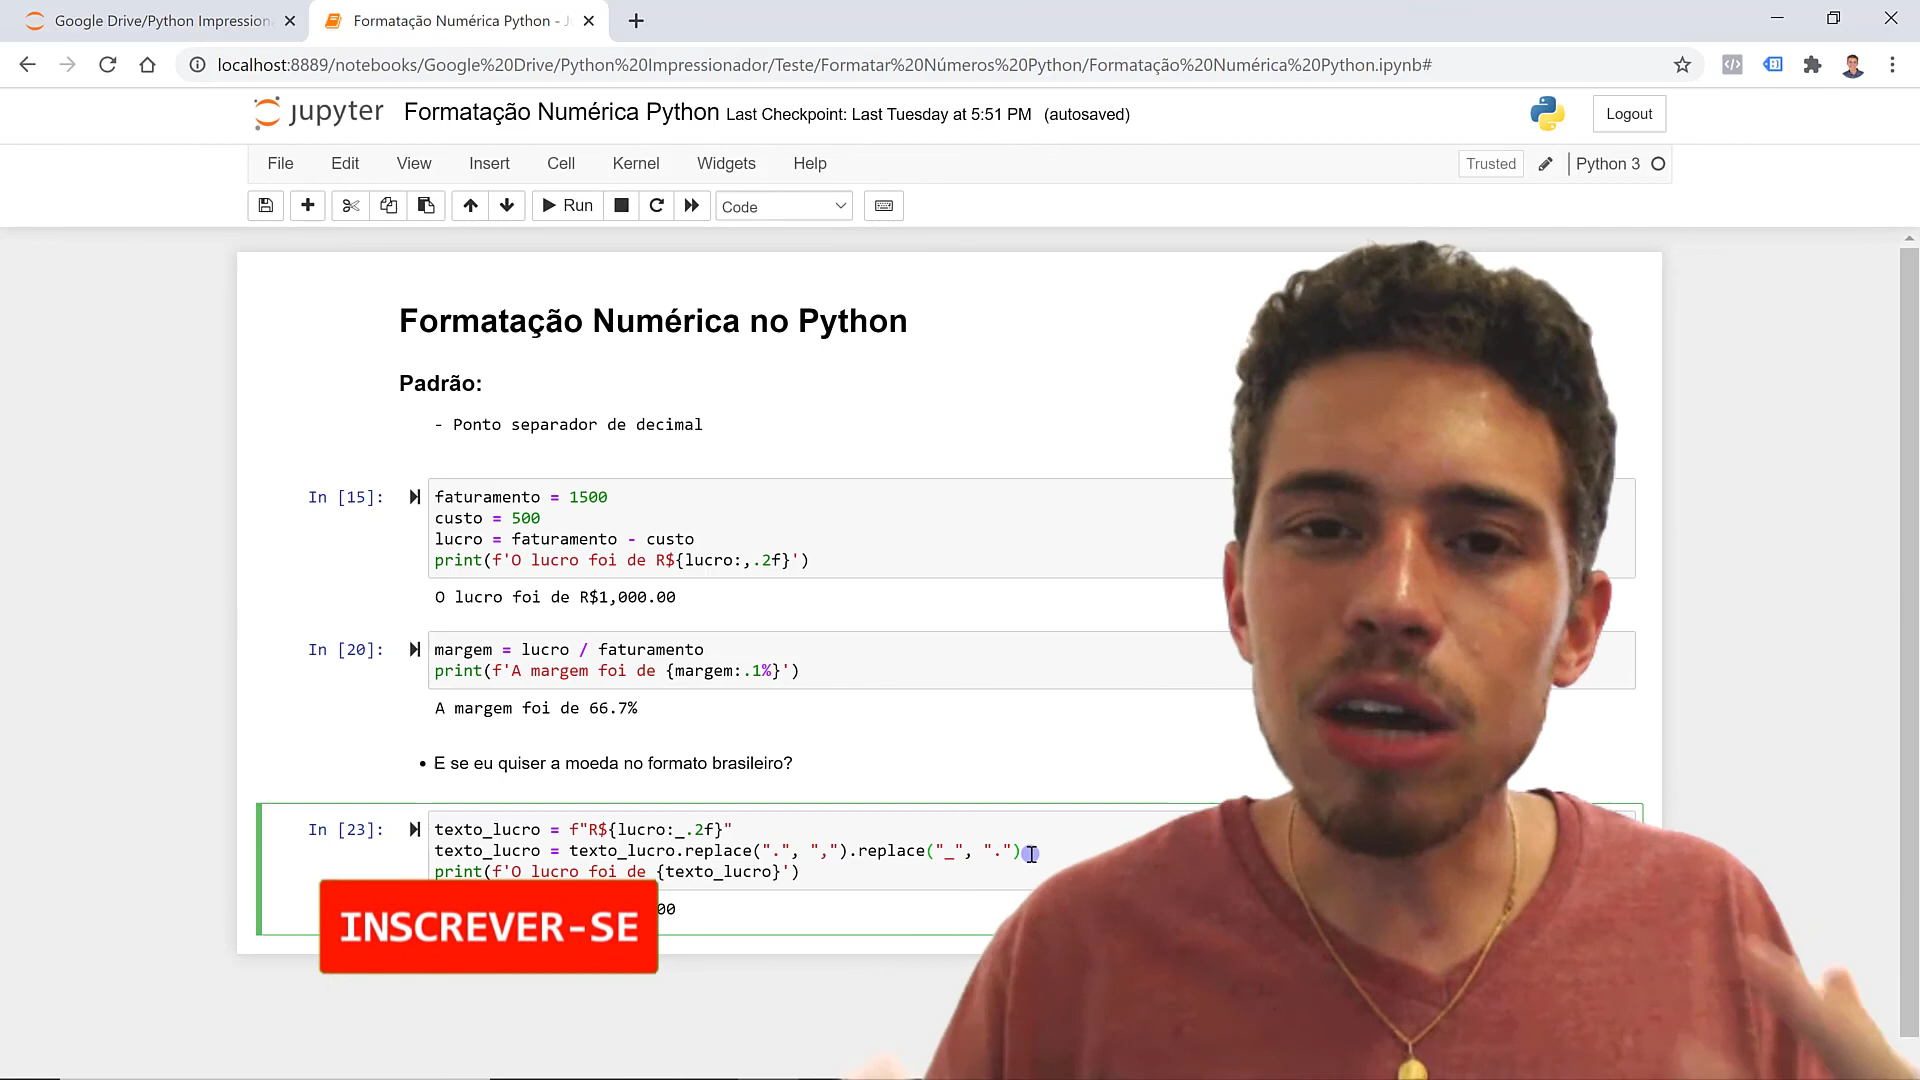 Google Drive/Python Impression
Formatação Numérica Python - J
localhost:8889/notebooks/Google%20Drive/Python%20Impressionador/Teste/Formatar%20Números%20Python/Formatação%20Numérica%20Python.ipynb#
jupyter Formatação Numérica Python Last Checkpoint: Last Tuesday at 5:51 PM (autosaved)
Logout
File Edit View Insert Cell Kernel Widgets Help
Trusted Python 3
Run Code
Formatação Numérica no Python
Padrão:
- Ponto separador de decimal
In [15]: faturamento = 1500
custo = 500
lucro = faturamento - custo
print(f'O lucro foi de R${lucro:,.2f}')
O lucro foi de R$1,000.00
In [20]: margem = lucro / faturamento
print(f'A margem foi de {margem:.1%}')
A margem foi de 66.7%
• E se eu quiser a moeda no formato brasileiro?
In [23]: texto_lucro = f"R${lucro:_.2f}"
texto_lucro = texto_lucro.replace(".", ",").replace("_", ".")
print(f'O lucro foi de {texto_lucro}')
00
INSCREVER-SE